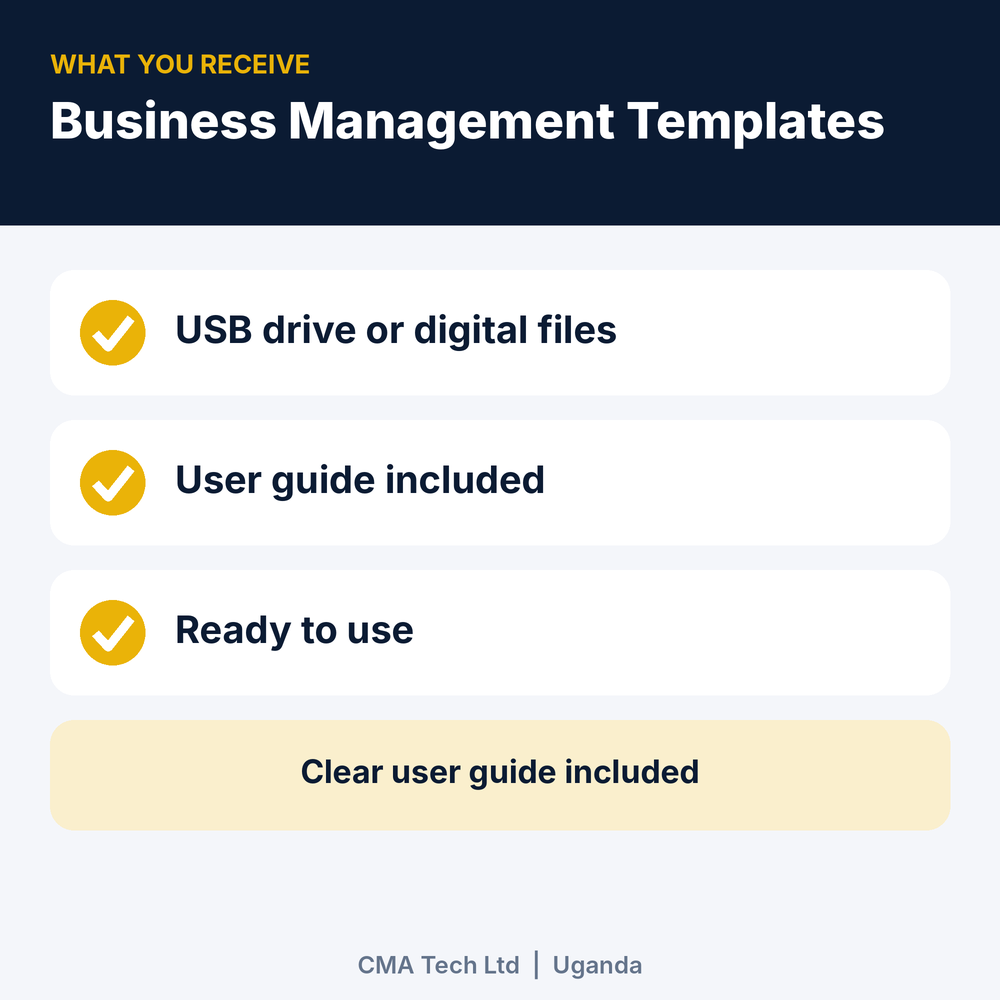 WHAT YOU RECEIVE
Business Management Templates
USB drive or digital files
User guide included
Ready to use
Clear user guide included
CMA Tech Ltd | Uganda